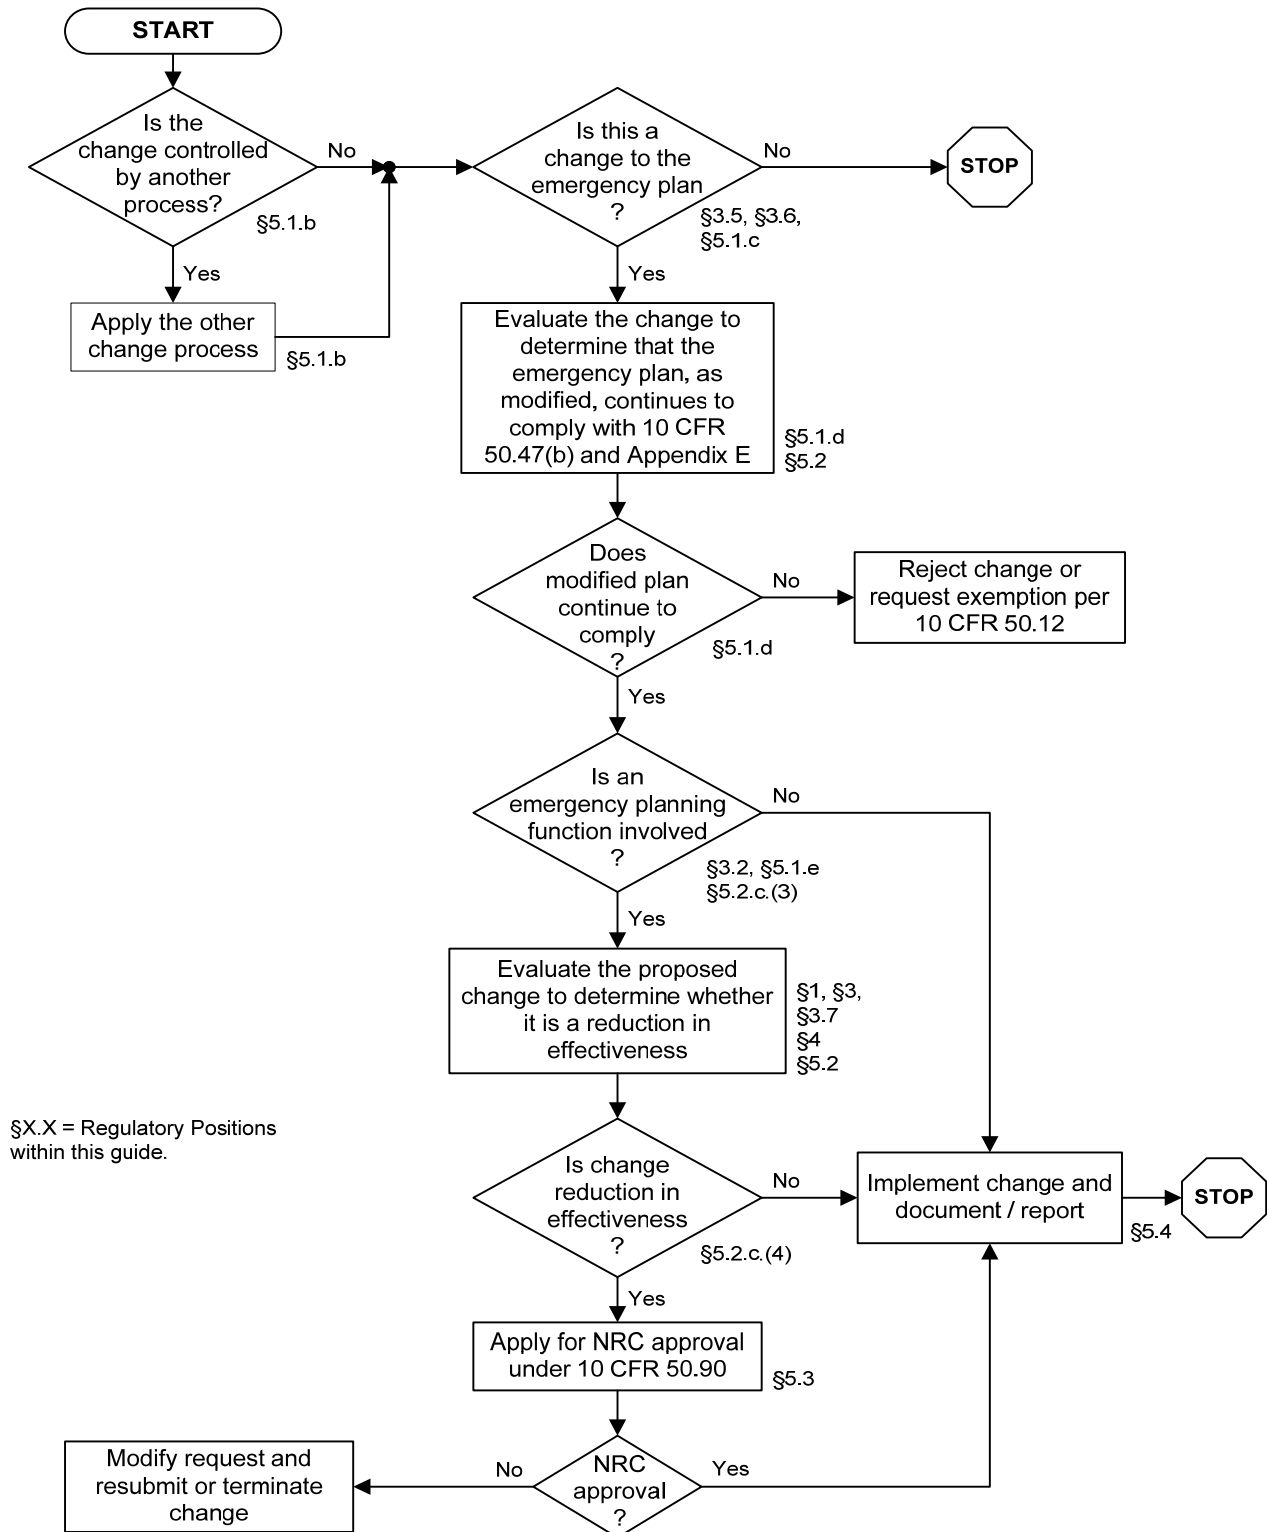 START
Is the
change controlled
by another
process?
No
§5.1.b
Yes
Apply the other
change process
§5.1.b
Is this a
change to the
emergency plan
?
No
STOP
§3.5, §3.6,
§5.1.c
Yes
Evaluate the change to
determine that the
emergency plan, as
modified, continues to
comply with 10 CFR
50.47(b) and Appendix E
§5.1.d
§5.2
Does
modified plan
continue to
comply
?
No
Reject change or
request exemption per
10 CFR 50.12
§5.1.d
Yes
Is an
emergency planning
function involved
?
No
§3.2, §5.1.e
§5.2.c.(3)
Yes
Evaluate the proposed
change to determine whether
it is a reduction in
effectiveness
§1, §3,
§3.7
§4
§5.2
§X.X = Regulatory Positions
within this guide.
Is change
reduction in
effectiveness
?
No
Implement change and
document / report
STOP
§5.4
§5.2.c.(4)
Yes
Apply for NRC approval
under 10 CFR 50.90
§5.3
NRC
approval
?
Yes
No
Modify request and
resubmit or terminate
change